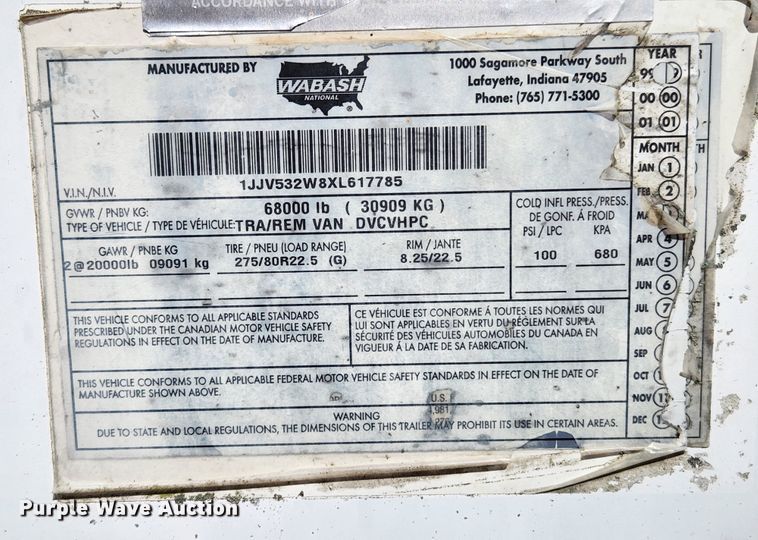 ACCORDANCE WITH
MANUFACTURED BY
WABASH
NATIONAL
1000 Sagamore Parkway South
Lafayette, Indiana 47905
Phone: (765) 771-5300
YEAR
99
00 00
01 01
1JJV532W8XL617785
V.I.N./N.I.V.
GVWR / PNBV KG: 68000 lb ( 30909 KG )
TYPE OF VEHICLE / TYPE DE VÉHICULE: TRA/REM VAN DVCVHPC
COLD INFL PRESS./PRESS.
DE GONF. À FROID
PSI / LPC KPA
100 680
GAWR / PNBE KG TIRE / PNEU (LOAD RANGE) RIM / JANTE
2@20000lb 09091 kg 275/80R22.5 (G) 8.25/22.5
MONTH
JAN 1
FEB 2
APR 4
MAY 5
JUN 6
JUL 7
AUG
SEP
OCT
NOV 11
DEC
THIS VEHICLE CONFORMS TO ALL APPLICABLE STANDARDS
PRESCRIBED UNDER THE CANADIAN MOTOR VEHICLE SAFETY
REGULATIONS IN EFFECT ON THE DATE OF MANUFACTURE.
CE VÉHICULE EST CONFORME À TOUTES LES NORMES QUI
LUI SONT APPLICABLES EN VERTU DU RÉGLEMENT SUR LA
SÉCURITÉ DES VÉHICULES AUTOMOBILES DU CANADA EN
VIGUEUR À LA DATE DE SA FABRICATION.
THIS VEHICLE CONFORMS TO ALL APPLICABLE FEDERAL MOTOR VEHICLE SAFETY STANDARDS IN EFFECT ON THE DATE OF
MANUFACTURE SHOWN ABOVE.
U.S.
WARNING
DUE TO STATE AND LOCAL REGULATIONS, THE DIMENSIONS OF THIS TRAILER MAY PROHIBIT ITS USE IN CERTAIN AREAS.
Purple Wave Auction